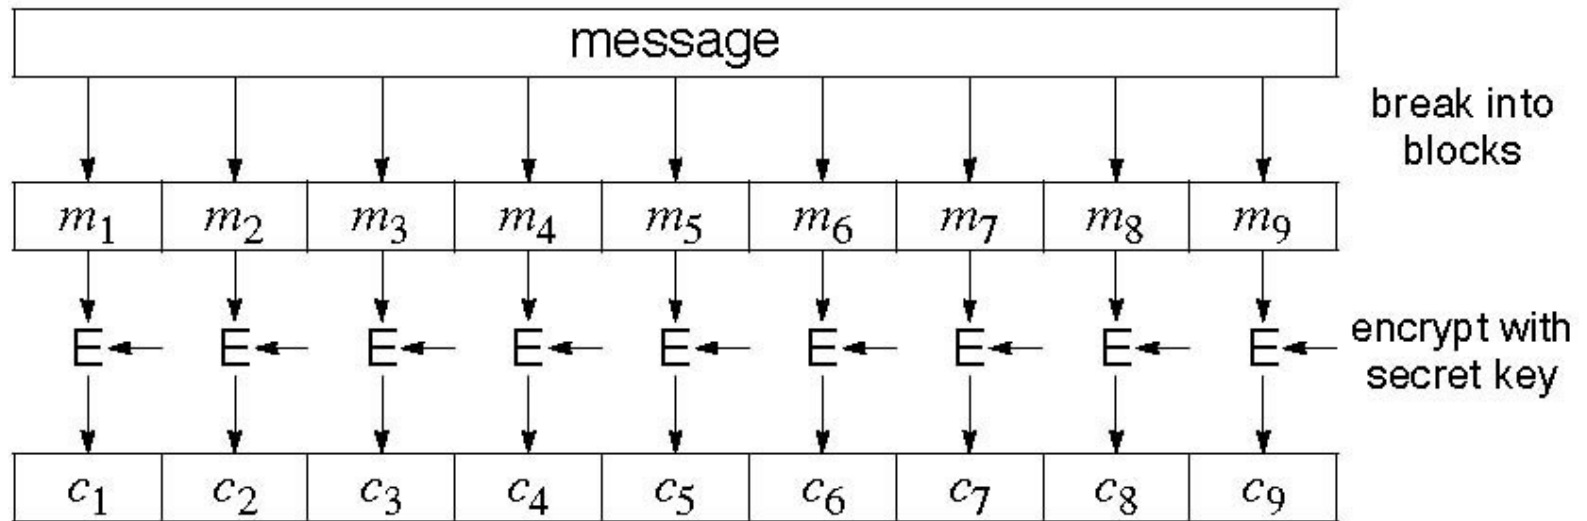 message
break into
blocks
m₁ m₂ m₃ m₄ m₅ m₆ m₇ m₈ m₉
E E E E E E E E E
encrypt with
secret key
c₁ c₂ c₃ c₄ c₅ c₆ c₇ c₈ c₉